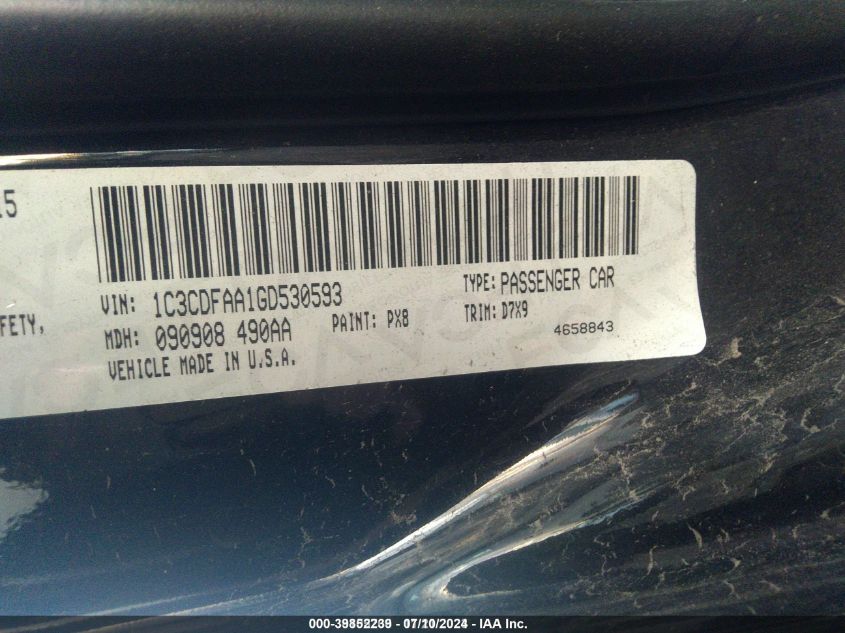 15
VIN: 1C3CDFAA1GD530593
TYPE: PASSENGER CAR
FETY,
MDH: 090908 490AA
PAINT: PX8
TRIM: D7X9
VEHICLE MADE IN U.S.A.
4658843
000-39852239 - 07/10/2024 - IAA Inc.